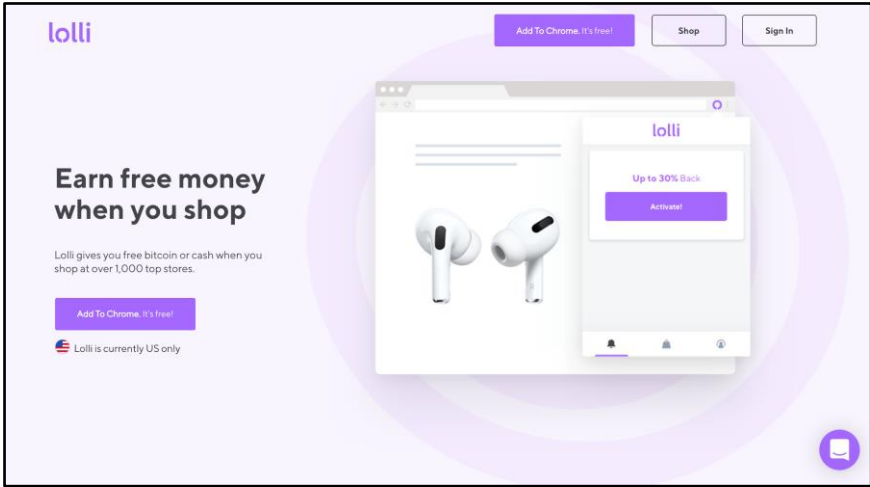 lolli
Add To Chrome. It's free!
Shop
Sign In
lolli
Up to 30% Back
Activate!
Earn free money
when you shop
Lolli gives you free bitcoin or cash when you
shop at over 1,000 top stores.
Add To Chrome. It's free!
Lolli is currently US only